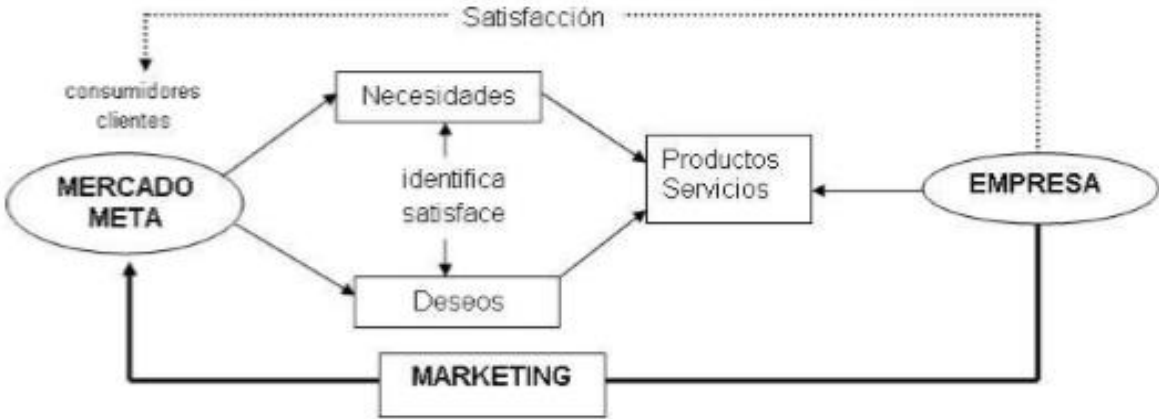 Satisfacción
consumidores
clientes
Necesidades
MERCADO
META
identifica
satisface
Productos
Servicios
EMPRESA
Deseos
MARKETING